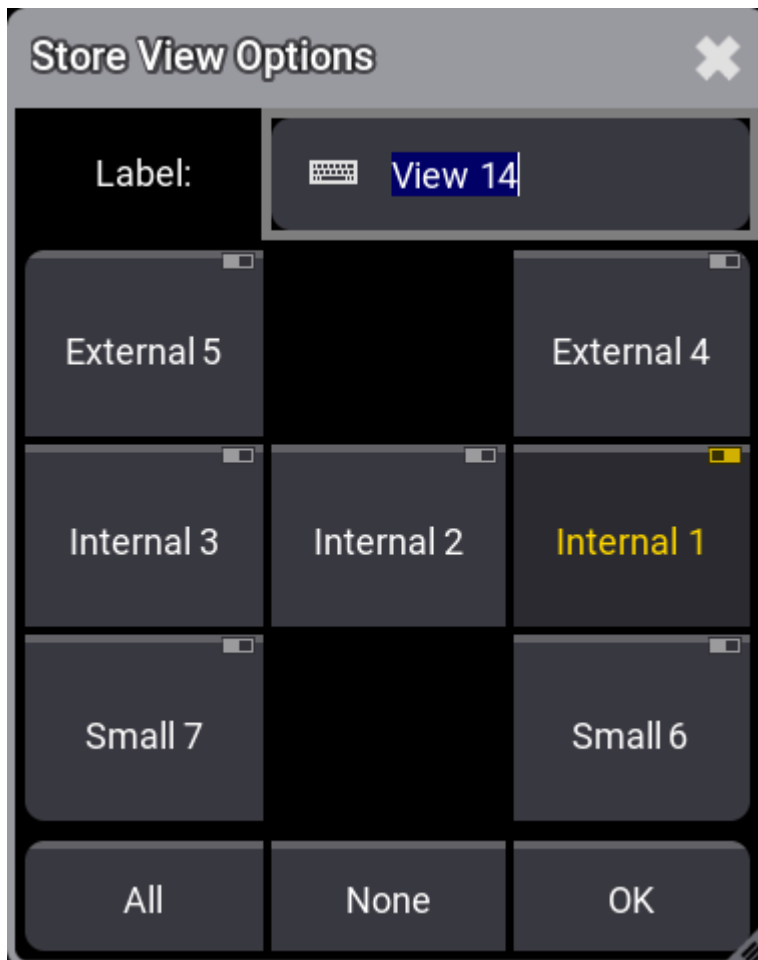 Store View Options
Label: View 14
External 5 External 4
Internal 3 Internal 2 Internal 1
Small 7 Small 6
All None OK